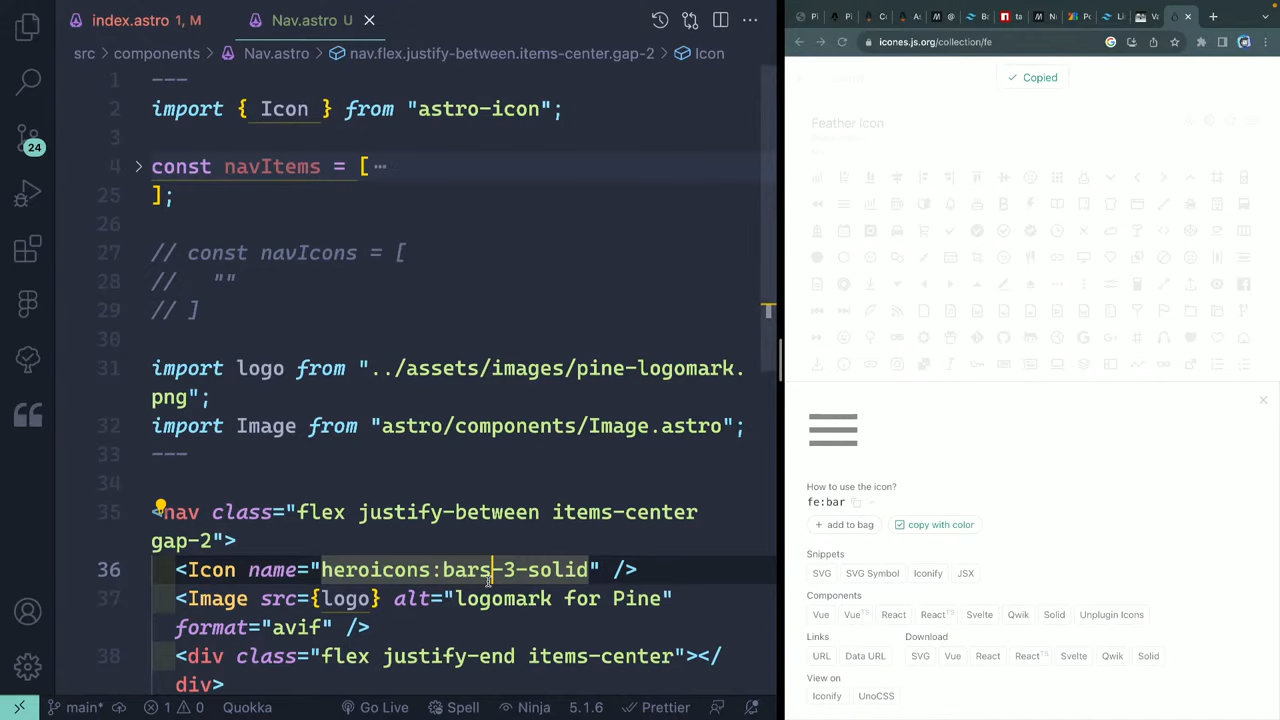 index.astro 1, M
Nav.astro U
src > components > Nav.astro > nav.flex.justify-between.items-center.gap-2 > Icon
1 ---
2 import { Icon } from "astro-icon";
3
4 const navItems = [ ⋯
25 ];
26
27 // const navIcons = [
28 // ""
29 // ]
30
31 import logo from "../assets/images/pine-logomark.
png";
32 import Image from "astro/components/Image.astro";
33 ---
34
35 <nav class="flex justify-between items-center
gap-2">
36 <Icon name="heroicons:bars-3-solid" />
37 <Image src={logo} alt="logomark for Pine"
format="avif" />
38 <div class="flex justify-end items-center"></
div>
24
main*
1 0
Quokka
Go Live
Spell
Ninja
5.1.6
Prettier
icones.js.org/collection/fe
Copied
Feather Icon
How to use the icon?
fe:bar
add to bag
copy with color
Snippets
SVG SVG Symbol Iconify JSX
Components
Vue VueTS React ReactTS Svelte Qwik Solid Unplugin Icons
Links
URL Data URL
Download
SVG Vue React ReactTS Svelte Qwik Solid
View on
Iconify UnoCSS